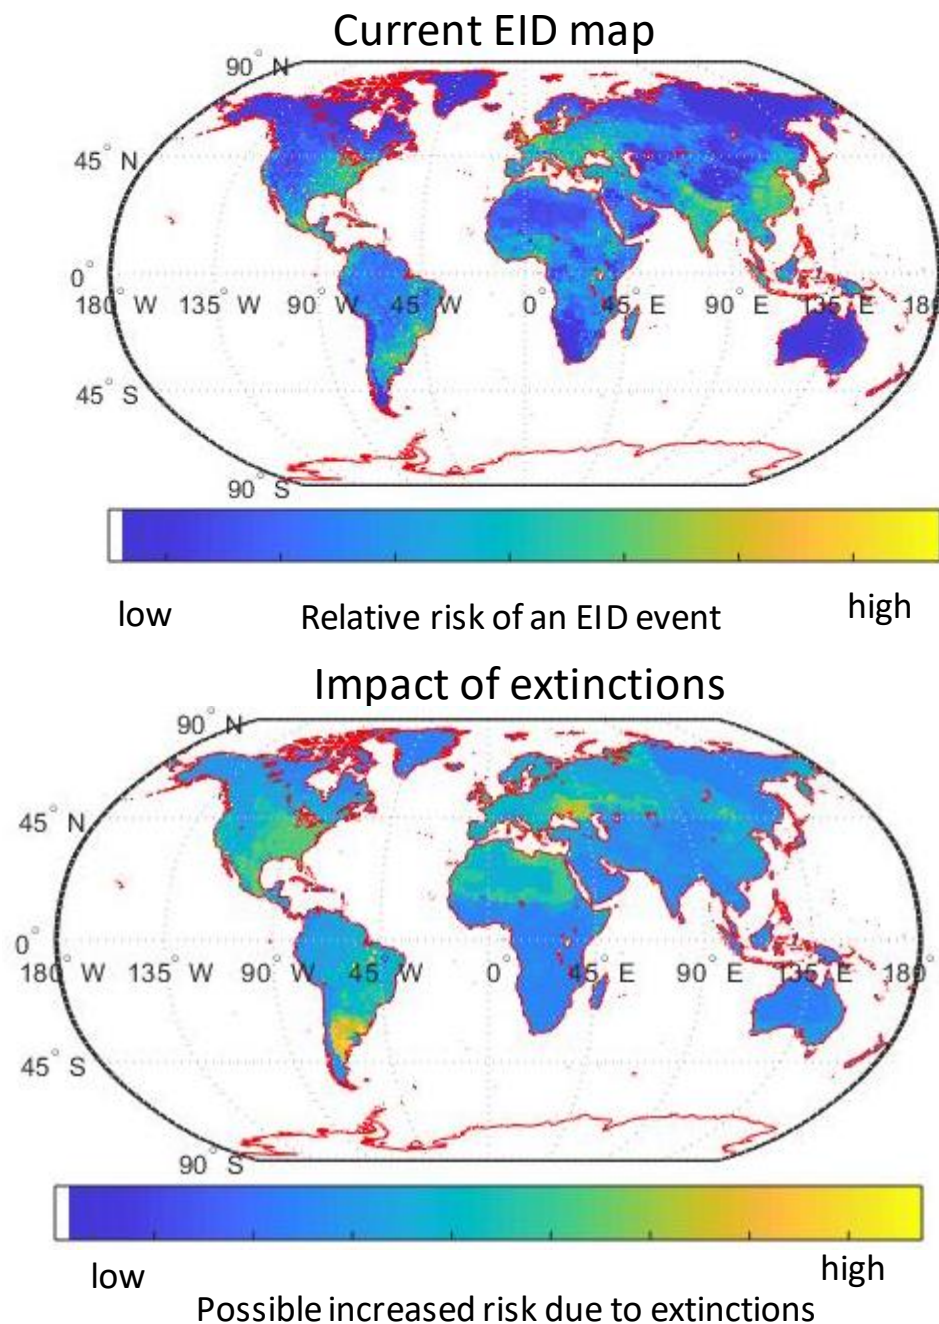 Current EID map
90° N
45° N
0°
180° W 135° W 90° W 45° W 0° 45° E 90° E 135° E 180
45° S
90° S
low Relative risk of an EID event high
Impact of extinctions
90° N
45° N
0°
180° W 135° W 90° W 45° W 0° 45° E 90° E 135° E 180°
45° S
90° S
low high
Possible increased risk due to extinctions